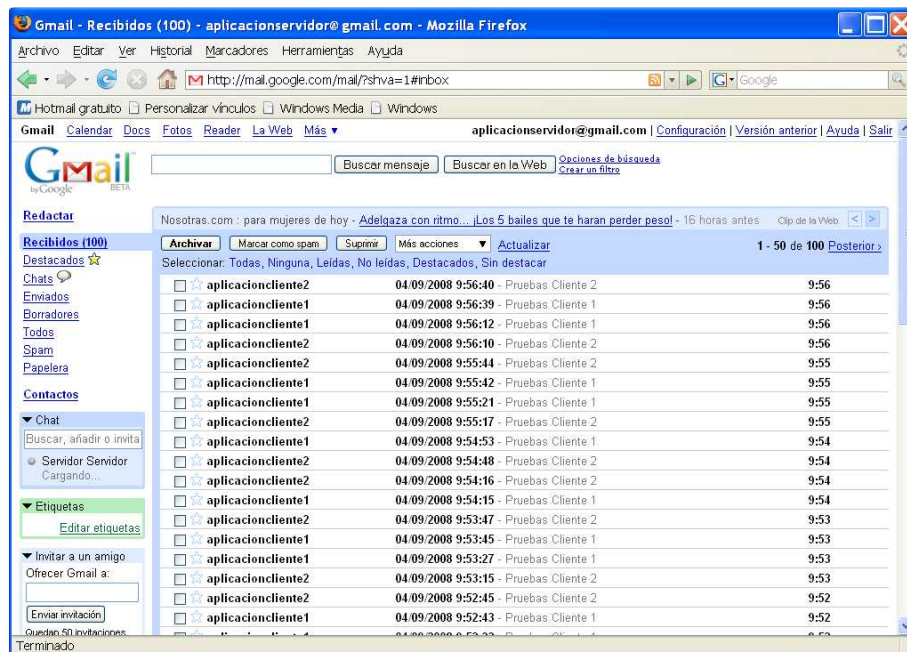 Gmail - Recibidos (100) - aplicacionservidor@gmail.com - Mozilla Firefox
Archivo Editar Ver Historial Marcadores Herramientas Ayuda
http://mail.google.com/mail/?shva=1#inbox
Google
Hotmail gratuito Personalizar vínculos Windows Media Windows
Gmail Calendar Docs Fotos Reader La Web Más ▼ aplicacionservidor@gmail.com | Configuración | Versión anterior | Ayuda | Salir
Gmail by Google BETA
Buscar mensaje Buscar en la Web Opciones de búsqueda
Crear un filtro
Redactar
Recibidos (100)
Destacados
Chats
Enviados
Borradores
Todos
Spam
Papelera
Contactos
▼ Chat
Buscar, añadir o invita
Servidor Servidor
Cargando...
▼ Etiquetas
Editar etiquetas
▼ Invitar a un amigo
Ofrecer Gmail a:
Enviar invitación
Quedan 50 invitaciones
Nosotras.com : para mujeres de hoy - Adelgaza con ritmo... ¡Los 5 bailes que te haran perder peso! - 16 horas antes Clip de la Web < >
Archivar Marcar como spam Suprimir Más acciones ▼ Actualizar 1 - 50 de 100 Posterior ›
Seleccionar: Todas, Ninguna, Leídas, No leídas, Destacados, Sin destacar
aplicacioncliente2 04/09/2008 9:56:40 - Pruebas Cliente 2 9:56
aplicacioncliente1 04/09/2008 9:56:39 - Pruebas Cliente 1 9:56
aplicacioncliente1 04/09/2008 9:56:12 - Pruebas Cliente 1 9:56
aplicacioncliente2 04/09/2008 9:56:10 - Pruebas Cliente 2 9:56
aplicacioncliente2 04/09/2008 9:55:44 - Pruebas Cliente 2 9:55
aplicacioncliente1 04/09/2008 9:55:42 - Pruebas Cliente 1 9:55
aplicacioncliente1 04/09/2008 9:55:21 - Pruebas Cliente 1 9:55
aplicacioncliente2 04/09/2008 9:55:17 - Pruebas Cliente 2 9:55
aplicacioncliente1 04/09/2008 9:54:53 - Pruebas Cliente 1 9:54
aplicacioncliente2 04/09/2008 9:54:48 - Pruebas Cliente 2 9:54
aplicacioncliente2 04/09/2008 9:54:16 - Pruebas Cliente 2 9:54
aplicacioncliente1 04/09/2008 9:54:15 - Pruebas Cliente 1 9:54
aplicacioncliente2 04/09/2008 9:53:47 - Pruebas Cliente 2 9:53
aplicacioncliente1 04/09/2008 9:53:45 - Pruebas Cliente 1 9:53
aplicacioncliente1 04/09/2008 9:53:27 - Pruebas Cliente 1 9:53
aplicacioncliente2 04/09/2008 9:53:15 - Pruebas Cliente 2 9:53
aplicacioncliente2 04/09/2008 9:52:45 - Pruebas Cliente 2 9:52
aplicacioncliente1 04/09/2008 9:52:43 - Pruebas Cliente 1 9:52
Terminado